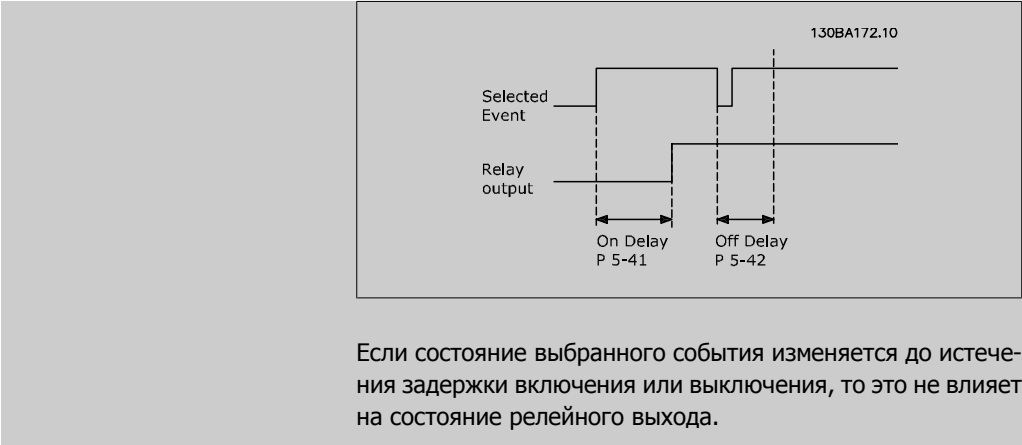 130BA172.10
Selected
Event
Relay
output
On Delay
P 5-41
Off Delay
P 5-42
Если состояние выбранного события изменяется до истече-
ния задержки включения или выключения, то это не влияет
на состояние релейного выхода.